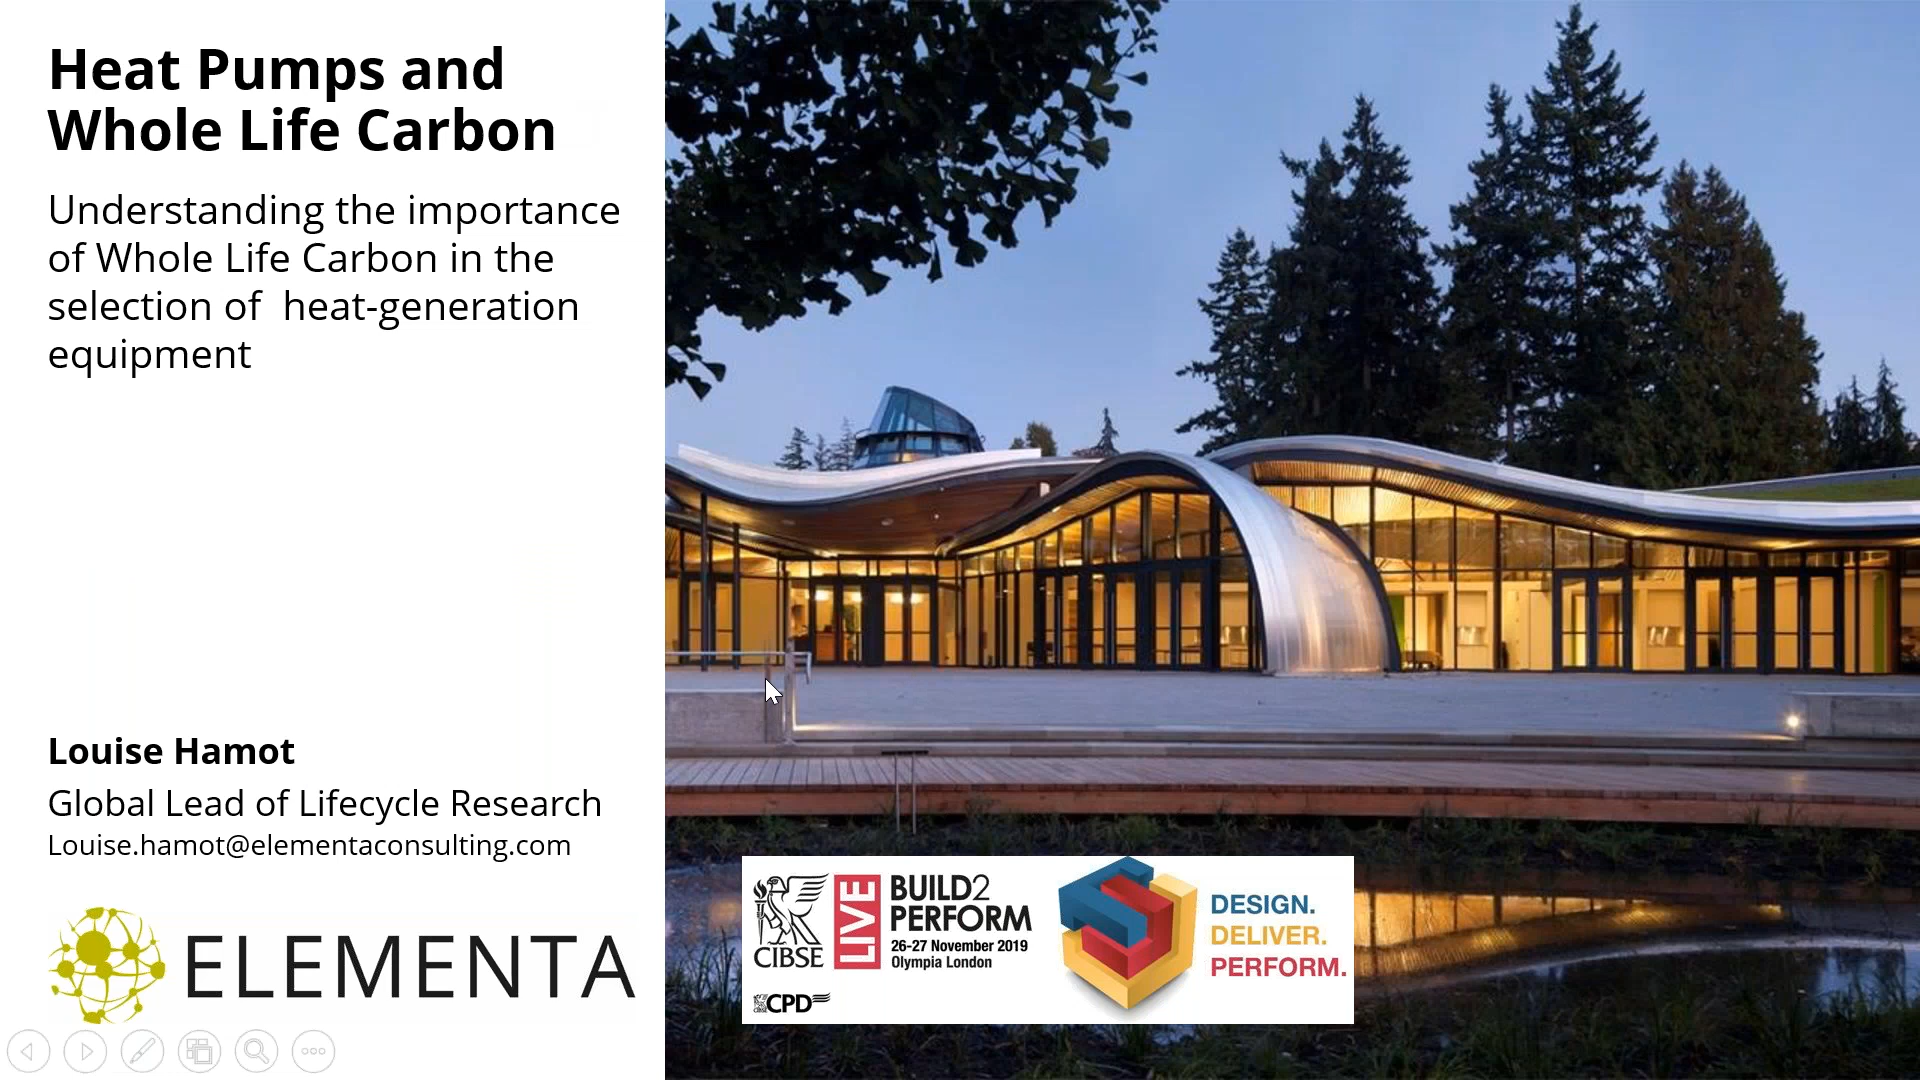 Heat Pumps and
Whole Life Carbon
Understanding the importance
of Whole Life Carbon in the
selection of  heat-generation
equipment
Louise Hamot
Global Lead of Lifecycle Research
Louise.hamot@elementaconsulting.com
ELEMENTA
CIBSE
LIVE
BUILD2
PERFORM
26-27 November 2019
Olympia London
CIBSE CPD
DESIGN.
DELIVER.
PERFORM.